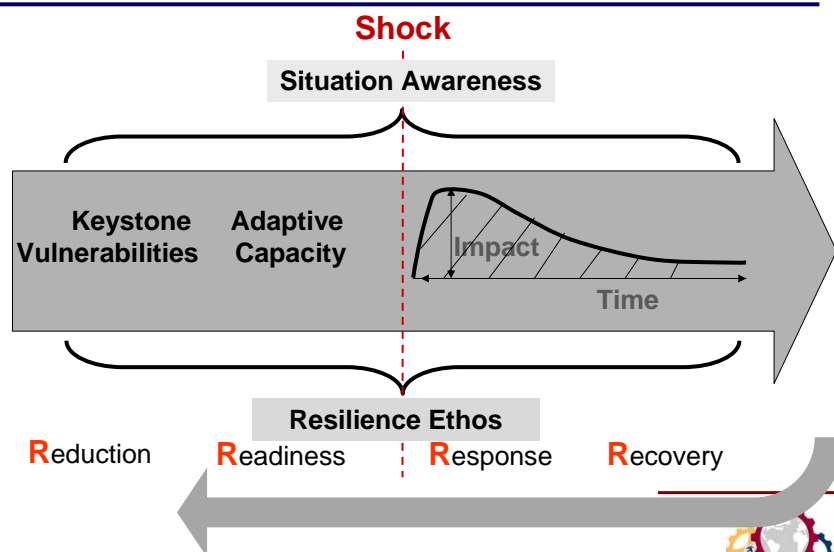 Shock
Situation Awareness
Keystone Adaptive
Vulnerabilities Capacity
Impact
Time
Resilience Ethos
Reduction Readiness Response Recovery